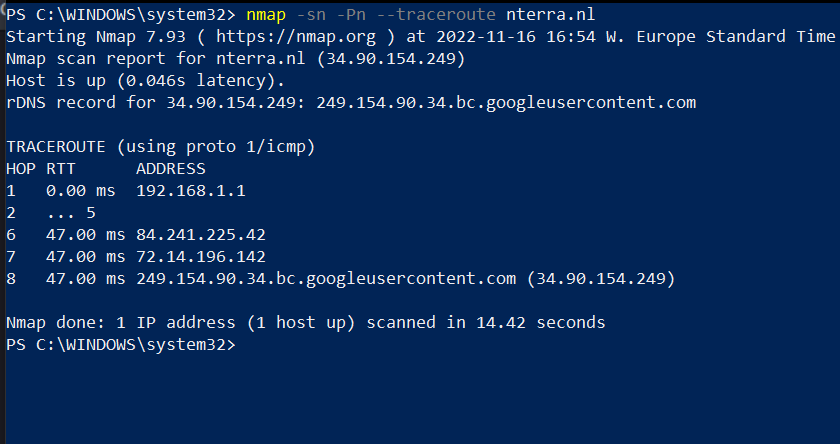 PS C:\WINDOWS\system32> nmap -sn -Pn --traceroute nterra.nl
Starting Nmap 7.93 ( https://nmap.org ) at 2022-11-16 16:54 W. Europe Standard Time
Nmap scan report for nterra.nl (34.90.154.249)
Host is up (0.046s latency).
rDNS record for 34.90.154.249: 249.154.90.34.bc.googleusercontent.com

TRACEROUTE (using proto 1/icmp)
HOP RTT      ADDRESS
1   0.00 ms  192.168.1.1
2   ... 5
6   47.00 ms 84.241.225.42
7   47.00 ms 72.14.196.142
8   47.00 ms 249.154.90.34.bc.googleusercontent.com (34.90.154.249)

Nmap done: 1 IP address (1 host up) scanned in 14.42 seconds
PS C:\WINDOWS\system32>